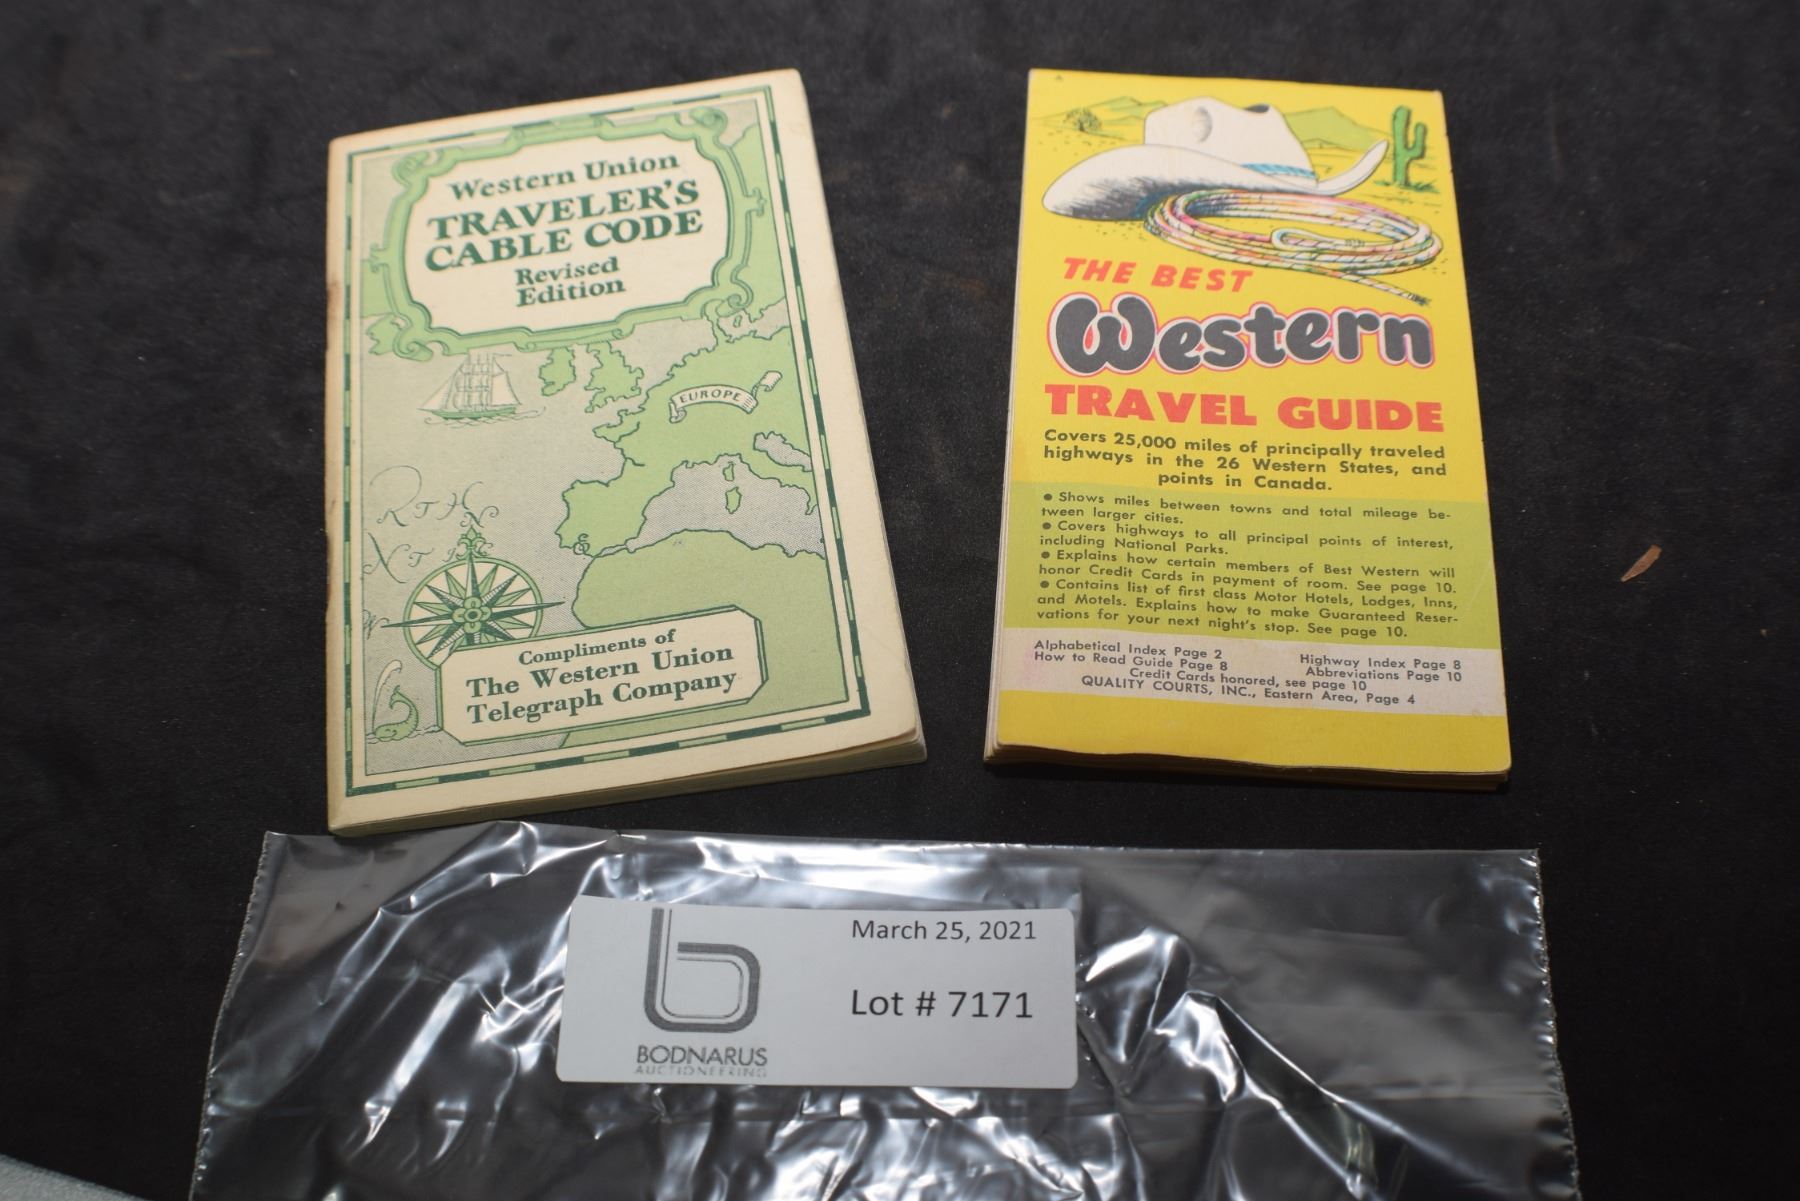 Western Union
TRAVELER'S
CABLE CODE
Revised
Edition
EUROPE
N
Compliments of
The Western Union
Telegraph Company
THE BEST
Western
TRAVEL GUIDE
Covers 25,000 miles of principally traveled
highways in the 26 Western States, and
points in Canada.
• Shows miles between towns and total mileage be-
tween larger cities.
• Covers highways to all principal points of interest,
including National Parks.
• Explains how certain members of Best Western will
honor Credit Cards in payment of room. See page 10.
• Contains list of first class Motor Hotels, Lodges, Inns,
and Motels. Explains how to make Guaranteed Reser-
vations for your next night's stop. See page 10.
Alphabetical Index Page 2
Highway Index Page 8
How to Read Guide Page 8
Abbreviations Page 10
Credit Cards honored, see page 10
QUALITY COURTS, INC., Eastern Area, Page 4
March 25, 2021
Lot # 7171
BODNARUS
AUCTIONEERING